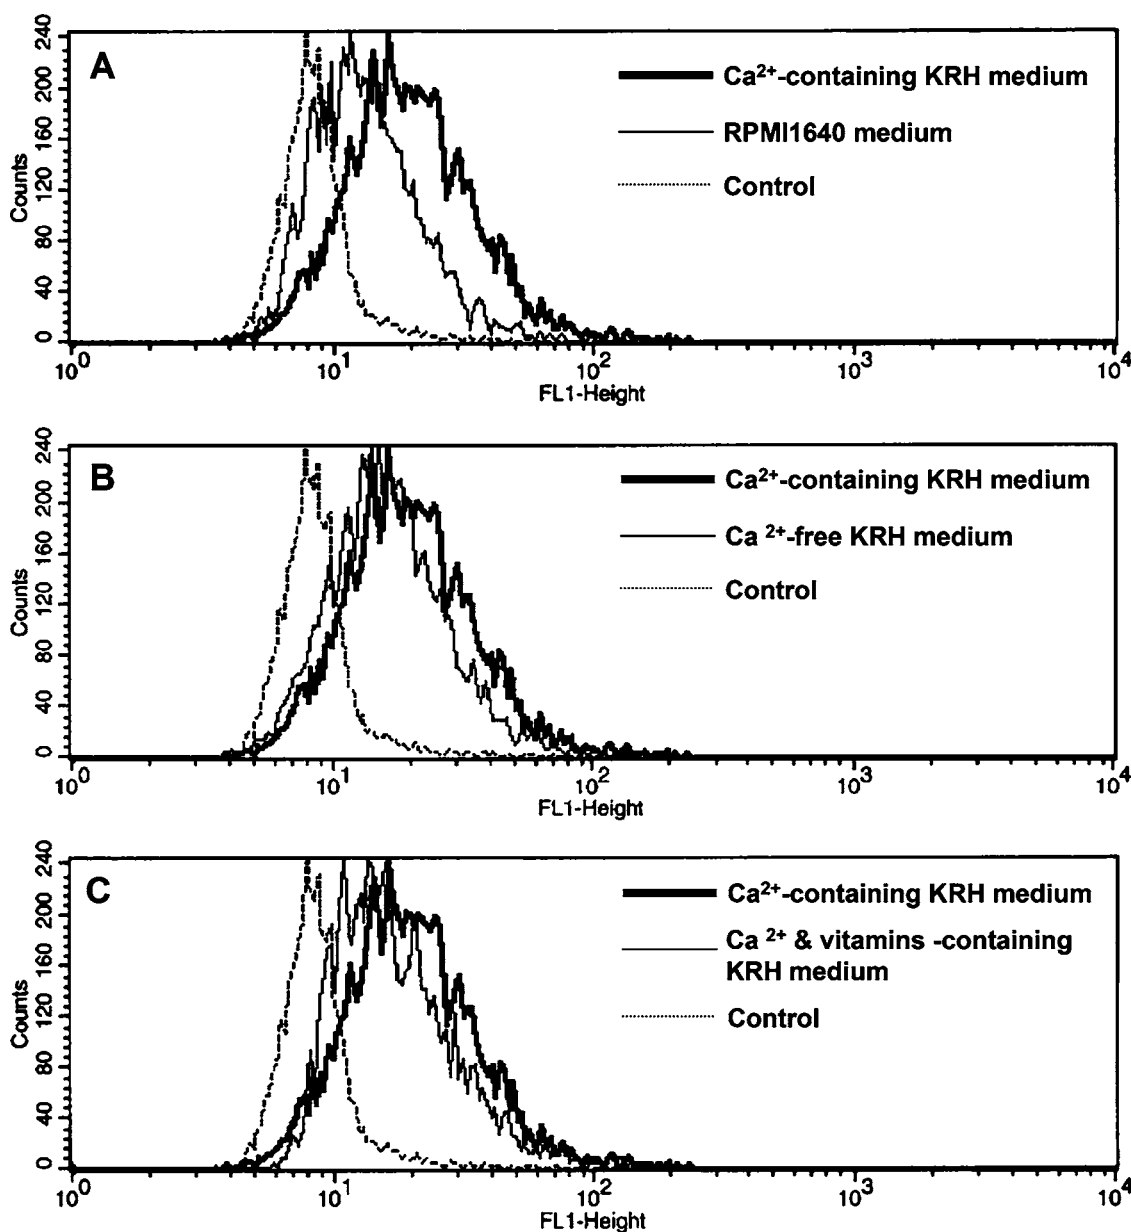 A
Ca²⁺-containing KRH medium
RPMI1640 medium
Control
Counts
240
200
160
120
80
40
0
10⁰ 10¹ 10² 10³ 10⁴
FL1-Height
B
Ca²⁺-containing KRH medium
Ca ²⁺-free KRH medium
Control
Counts
240
200
160
120
80
40
0
10⁰ 10¹ 10² 10³ 10⁴
FL1-Height
C
Ca²⁺-containing KRH medium
Ca ²⁺ & vitamins -containing
KRH medium
Control
Counts
240
200
160
120
80
40
0
10⁰ 10¹ 10² 10³ 10⁴
FL1-Height